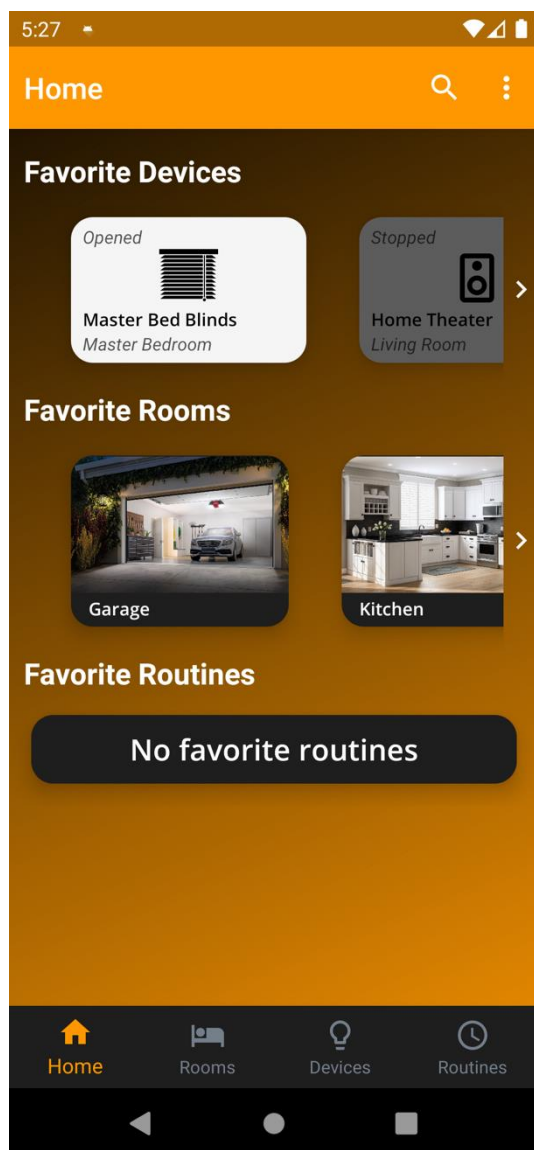 5:27
Home
Favorite Devices
Opened
Master Bed Blinds
Master Bedroom
Stopped
Home Theater
Living Room
Favorite Rooms
Garage
Kitchen
Favorite Routines
No favorite routines
Home
Rooms
Devices
Routines